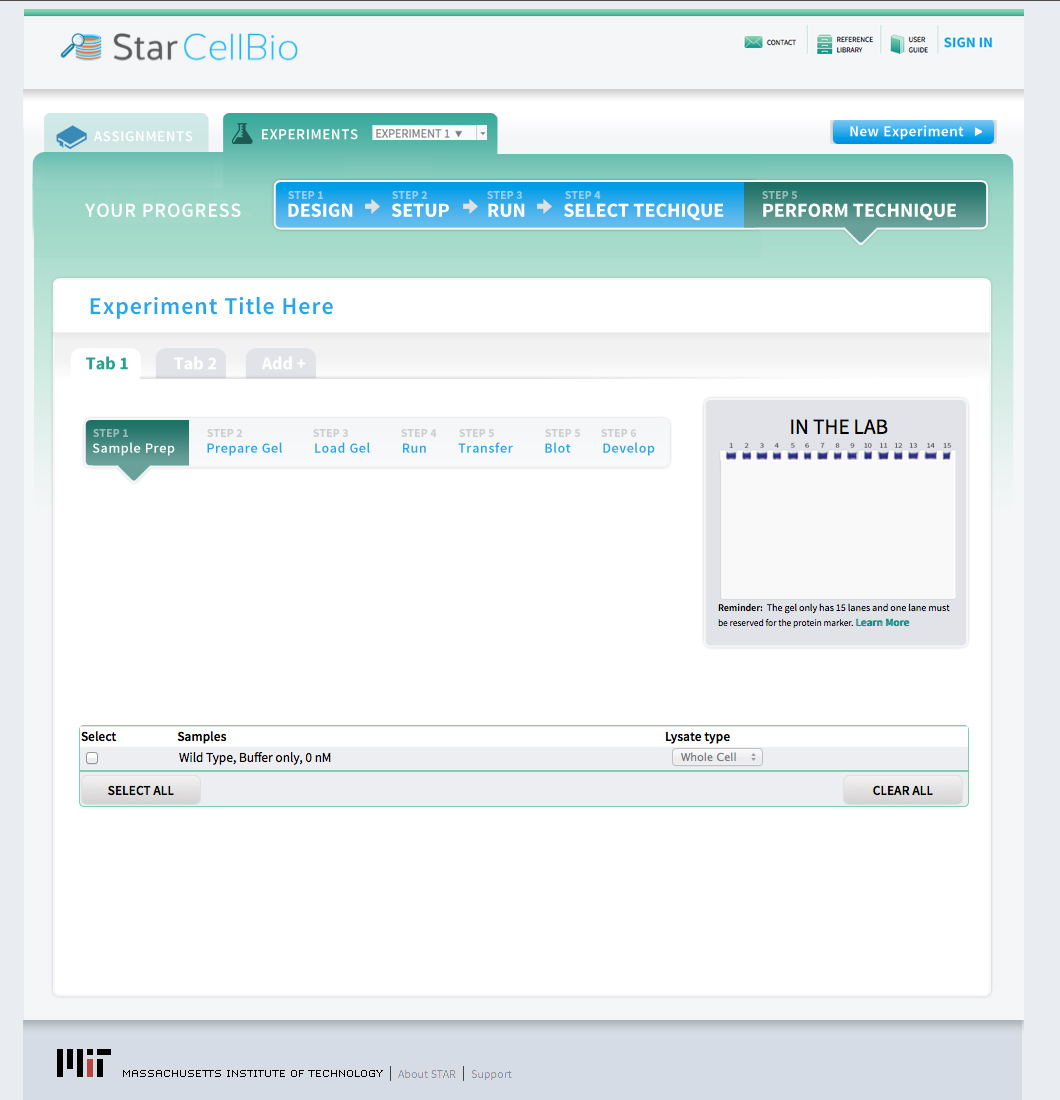 StarCellBio
CONTACT
REFERENCE
LIBRARY
USER
GUIDE
SIGN IN
ASSIGNMENTS
EXPERIMENTS
EXPERIMENT 1 ▼
New Experiment
YOUR PROGRESS
STEP 1
DESIGN
STEP 2
SETUP
STEP 3
RUN
STEP 4
SELECT TECHIQUE
STEP 5
PERFORM TECHNIQUE
Experiment Title Here
Tab 1
Tab 2
Add +
STEP 1
Sample Prep
STEP 2
Prepare Gel
STEP 3
Load Gel
STEP 4
Run
STEP 5
Transfer
STEP 5
Blot
STEP 6
Develop
IN THE LAB
1 2 3 4 5 6 7 8 9 10 11 12 13 14 15
Reminder: The gel only has 15 lanes and one lane must
be reserved for the protein marker. Learn More
Select Samples Lysate type
Wild Type, Buffer only, 0 nM Whole Cell
SELECT ALL CLEAR ALL
MIT MASSACHUSETTS INSTITUTE OF TECHNOLOGY | About STAR | Support